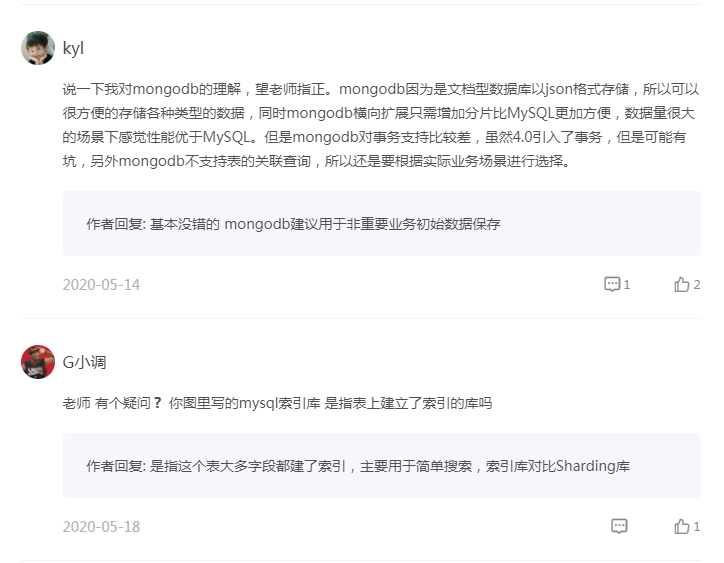 kyl
说一下我对mongodb的理解，望老师指正。mongodb因为是文档型数据库以json格式存储，所以可以
很方便的存储各种类型的数据，同时mongodb横向扩展只需增加分片比MySQL更加方便，数据量很大
的场景下感觉性能优于MySQL。但是mongodb对事务支持比较差，虽然4.0引入了事务，但是可能有
坑，另外mongodb不支持表的关联查询，所以还是要根据实际业务场景进行选择。
作者回复: 基本没错的 mongodb建议用于非重要业务初始数据保存
2020-05-14 1 2
G小调
老师 有个疑问？ 你图里写的mysql索引库 是指表上建立了索引的库吗
作者回复: 是指这个表大多字段都建了索引，主要用于简单搜索，索引库对比Sharding库
2020-05-18 1